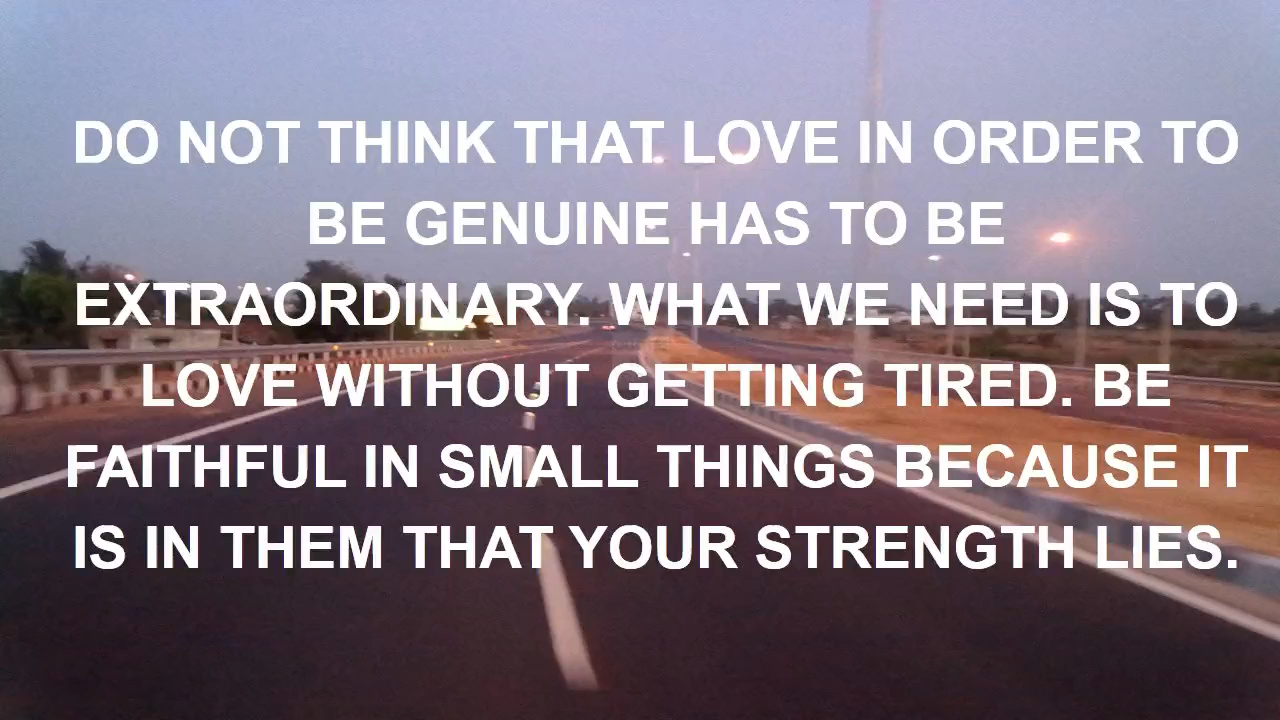 DO NOT THINK THAT LOVE IN ORDER TO
BE GENUINE HAS TO BE
EXTRAORDINARY. WHAT WE NEED IS TO
LOVE WITHOUT GETTING TIRED. BE
FAITHFUL IN SMALL THINGS BECAUSE IT
IS IN THEM THAT YOUR STRENGTH LIES.